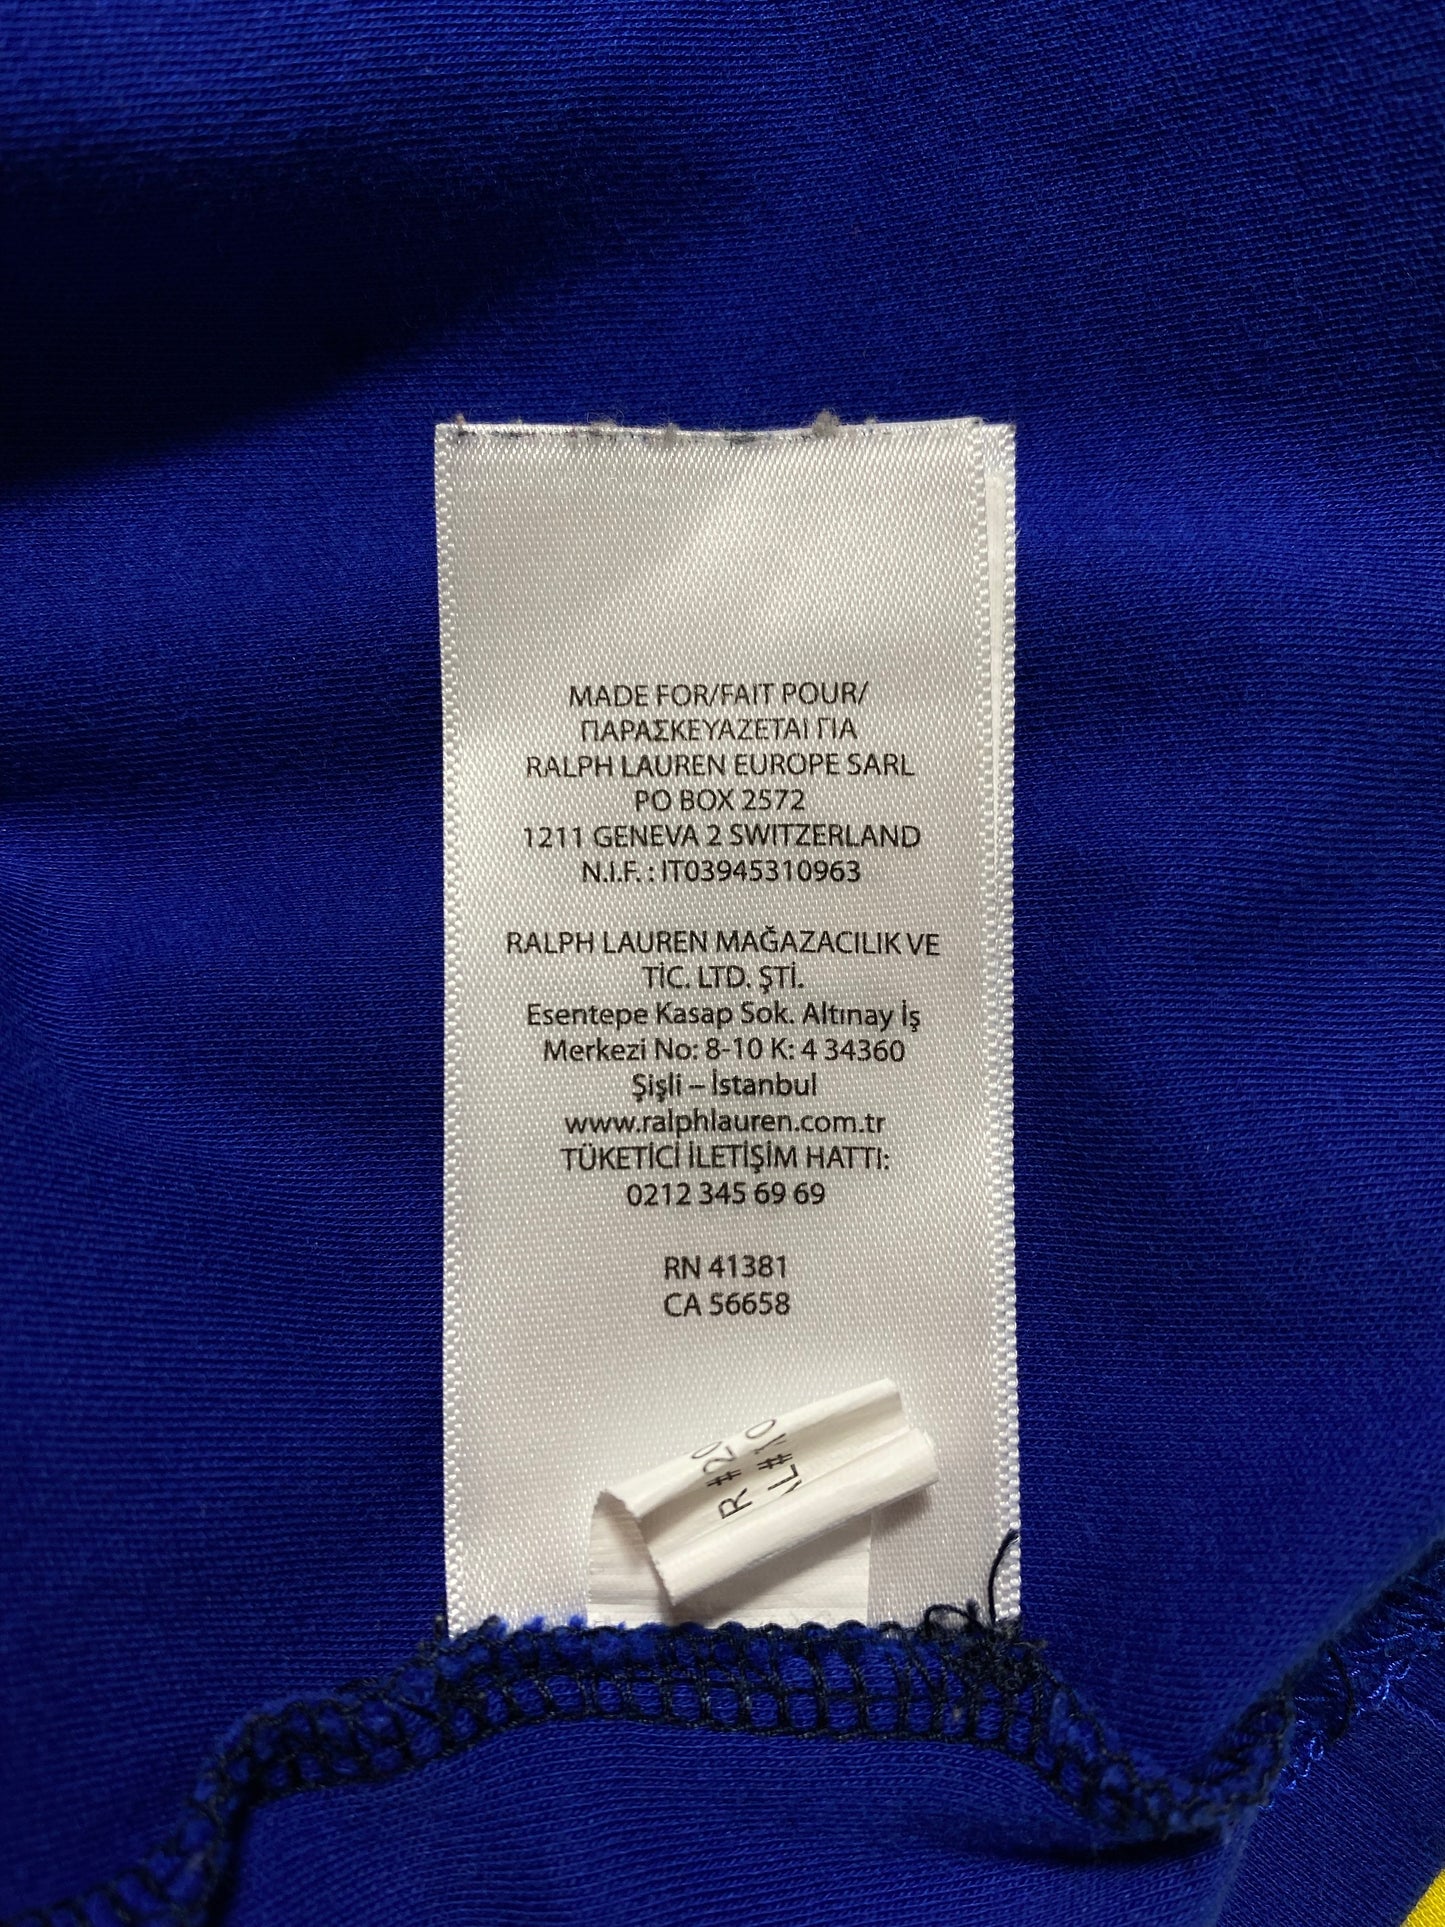 MADE FOR/FAIT POUR/
ΠΑΡΑΣΚΕΥΑΖΕΤΑΙ ΓΙΑ
RALPH LAUREN EUROPE SARL
PO BOX 2572
1211 GENEVA 2 SWITZERLAND
N.I.F. : IT03945310963
RALPH LAUREN MAĞAZACILIK VE
TİC. LTD. ŞTİ.
Esentepe Kasap Sok. Altınay İş
Merkezi No: 8-10 K: 4 34360
Şişli – İstanbul
www.ralphlauren.com.tr
TÜKETİCİ İLETİŞİM HATTI:
0212 345 69 69
RN 41381
CA 56658